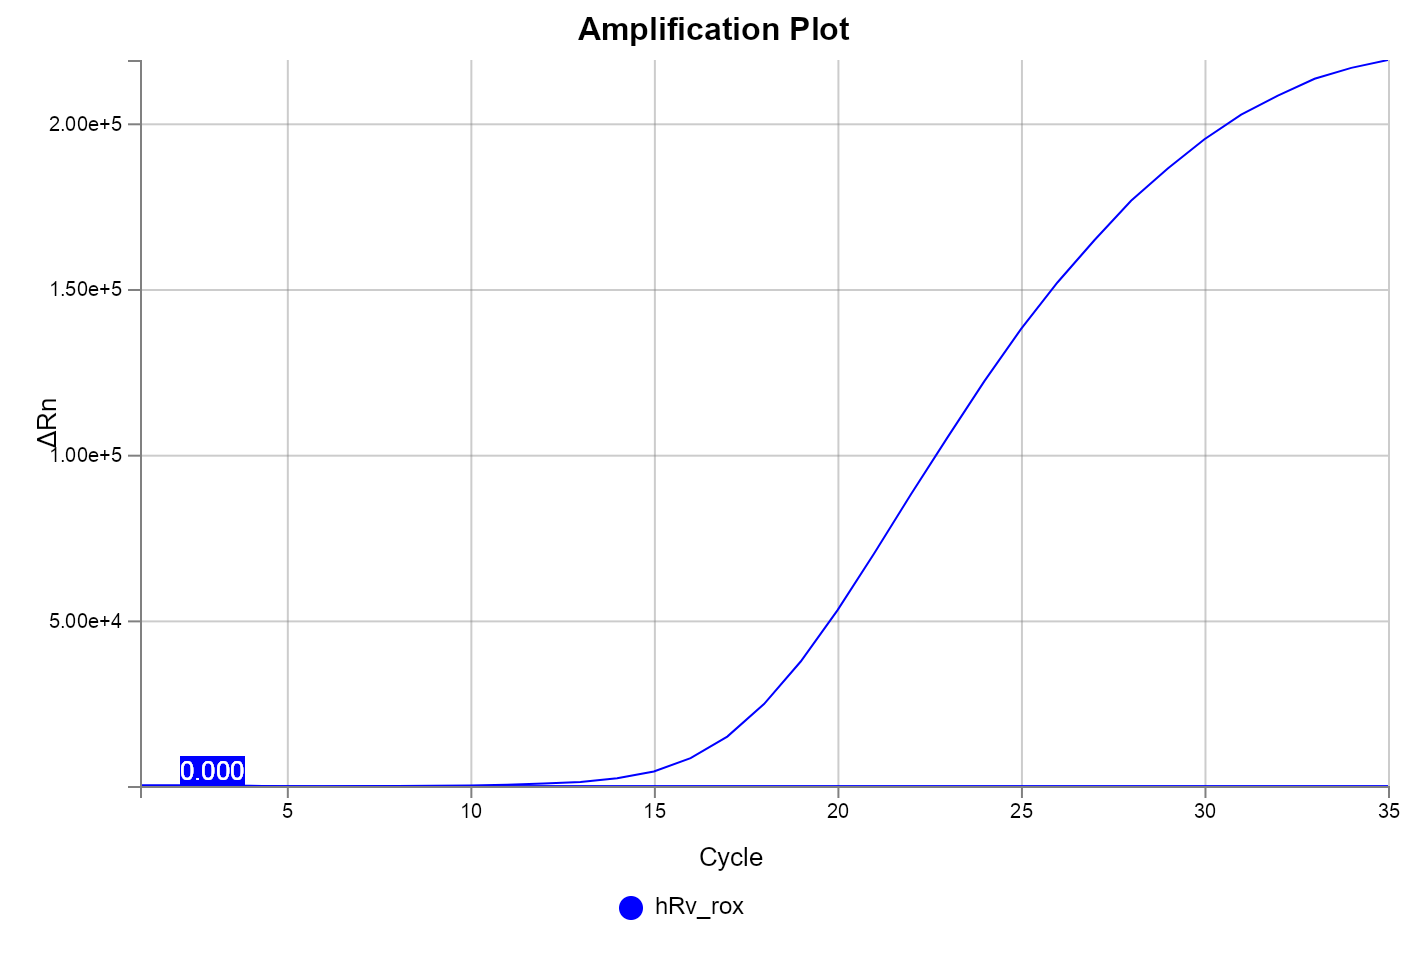 Amplification Plot
2.00e+5
1.50e+5
ΔRn
1.00e+5
5.00e+4
0.000
5 10 15 20 25 30 35
Cycle
hRv_rox